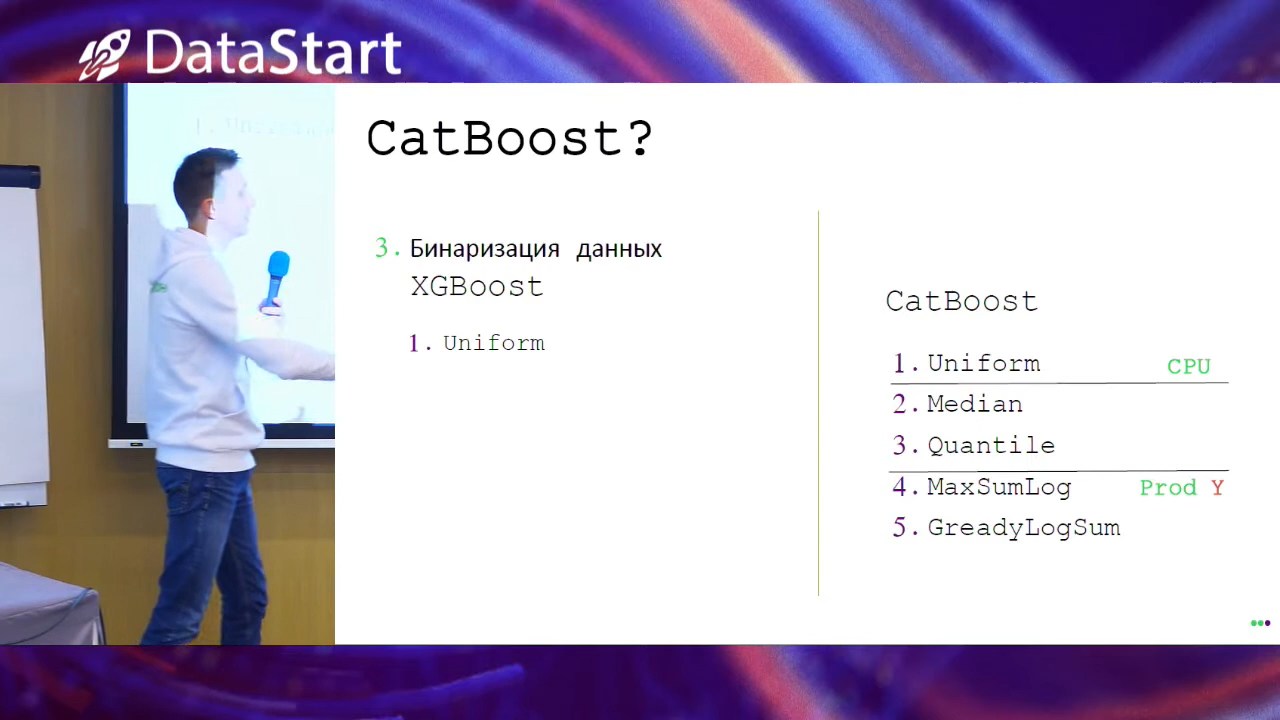 DataStart
CatBoost?
3. Бинаризация данных
XGBoost
1. Uniform
CatBoost
1. Uniform CPU
2. Median
3. Quantile
4. MaxSumLog Prod Y
5. GreadyLogSum